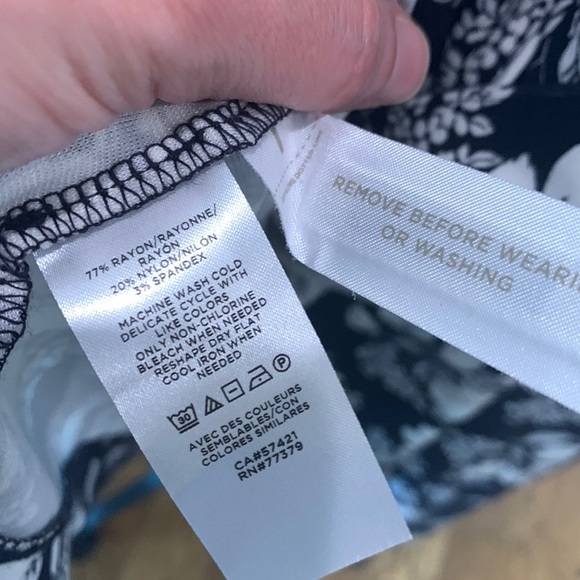 77% RAYON/RAYONNE/
RAYON
20% NYLON/NILÓN
3% SPANDEX
MACHINE WASH COLD
DELICATE CYCLE WITH
LIKE COLORS
ONLY NON-CHLORINE
BLEACH WHEN NEEDED
RESHAPE DRY FLAT
COOL IRON WHEN
NEEDED
30 P
AVEC DES COULEURS
SEMBLABLES/CON
COLORES SIMILARES
CA#57421
RN#77379
REMOVE BEFORE WEARIN
OR WASHING